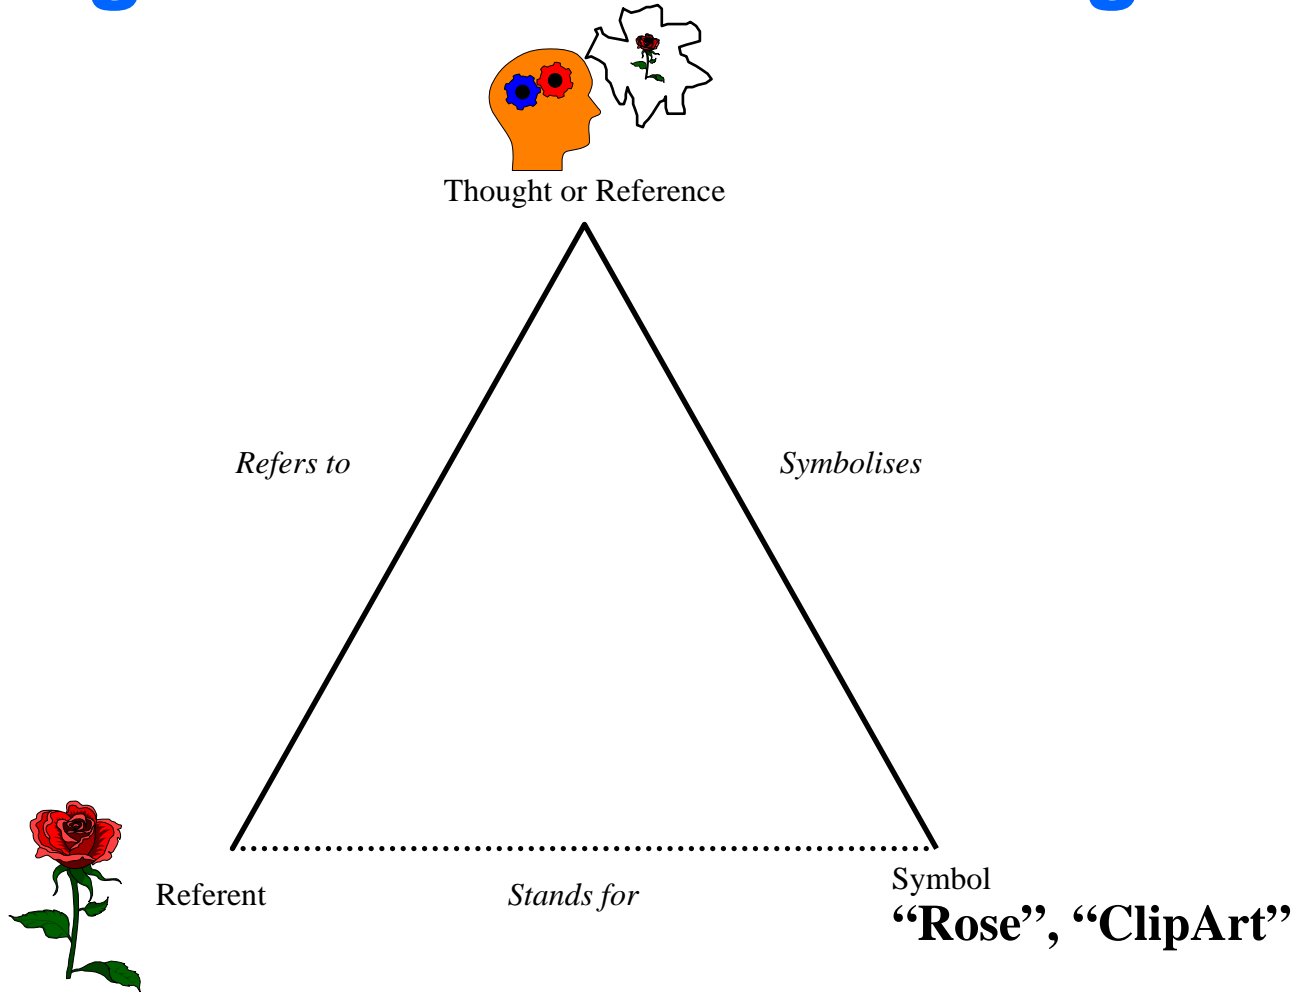 Thought or Reference
Refers to
Symbolises
Referent
Stands for
Symbol
“Rose”, “ClipArt”